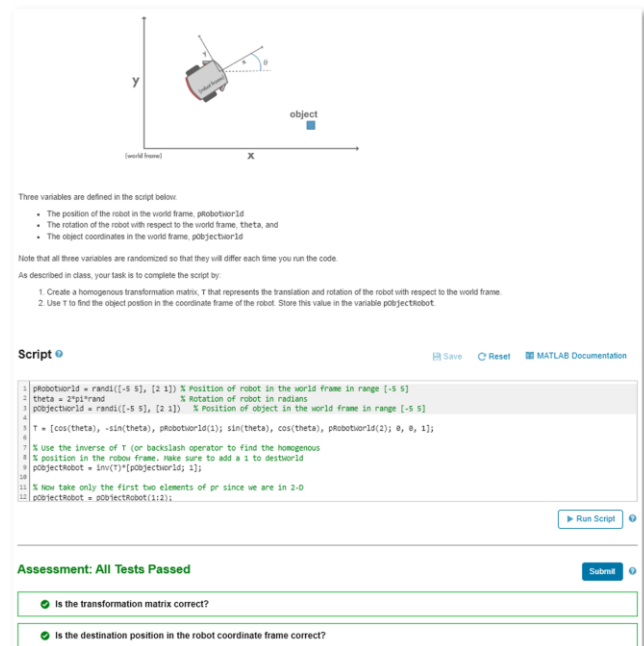 y
Y
x
θ
(robot frame)
object
(world frame)
x
Three variables are defined in the script below.
• The position of the robot in the world frame, pRobotWorld
• The rotation of the robot with respect to the world frame, theta, and
• The object coordinates in the world frame, pObjectWorld
Note that all three variables are randomized so that they will differ each time you run the code.
As described in class, your task is to complete the script by:
1. Create a homogenous transformation matrix, T that represents the translation and rotation of the robot with respect to the world frame.
2. Use T to find the object postion in the coordinate frame of the robot. Store this value in the variable pObjectRobot.
Script
Save Reset MATLAB Documentation
1 pRobotWorld = randi([-5 5], [2 1]) % Position of robot in the world frame in range [-5 5]
2 theta = 2*pi*rand % Rotation of robot in radians
3 pObjectWorld = randi([-5 5], [2 1]) % Position of object in the world frame in range [-5 5]
4
5 T = [cos(theta), -sin(theta), pRobotWorld(1); sin(theta), cos(theta), pRobotWorld(2); 0, 0, 1];
6
7 % Use the inverse of T (or backslash operator to find the homogenous
8 % position in the robow frame. Make sure to add a 1 to destWorld
9 pObjectRobot = inv(T)*[pObjectWorld; 1];
10
11 % Now take only the first two elements of pr since we are in 2-D
12 pObjectRobot = pObjectRobot(1:2);
Run Script
Assessment: All Tests Passed
Submit
Is the transformation matrix correct?
Is the destination position in the robot coordinate frame correct?